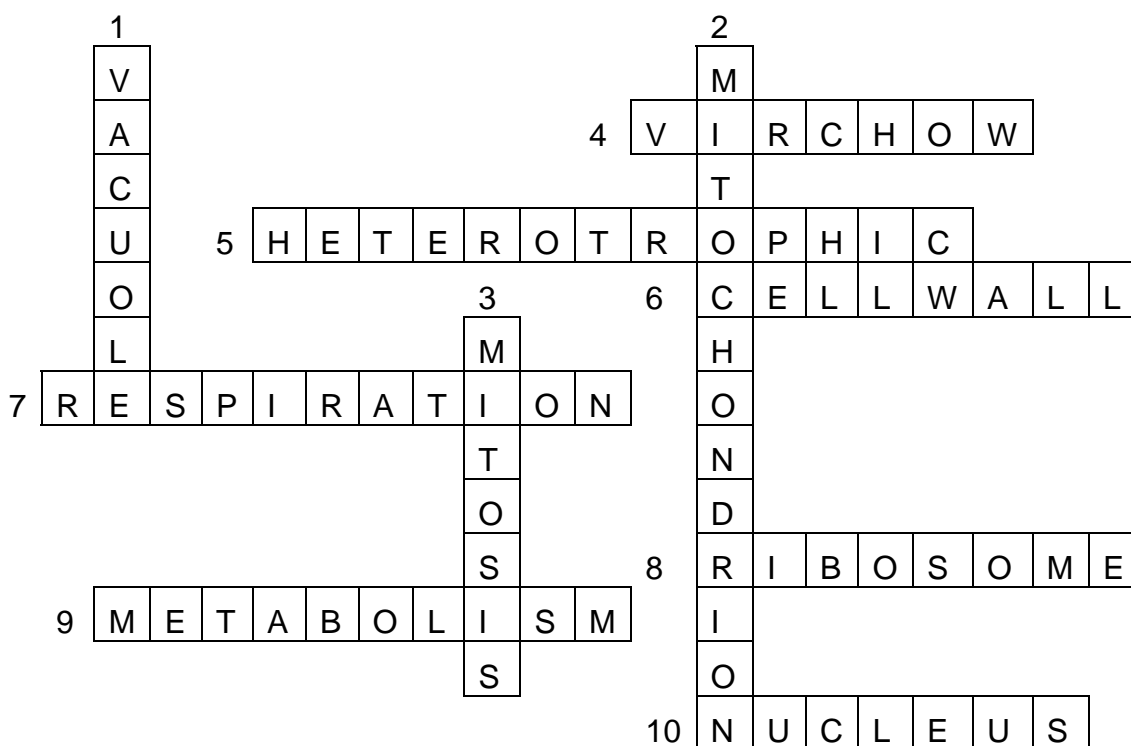 1 2
V M
A 4 V I R C H O W
C T
U 5 H E T E R O T R O P H I C
O 3 6 C E L L W A L L
L M H
7 R E S P I R A T I O N O
T N
O D
S 8 R I B O S O M E
9 M E T A B O L I S M I
S O
10 N U C L E U S